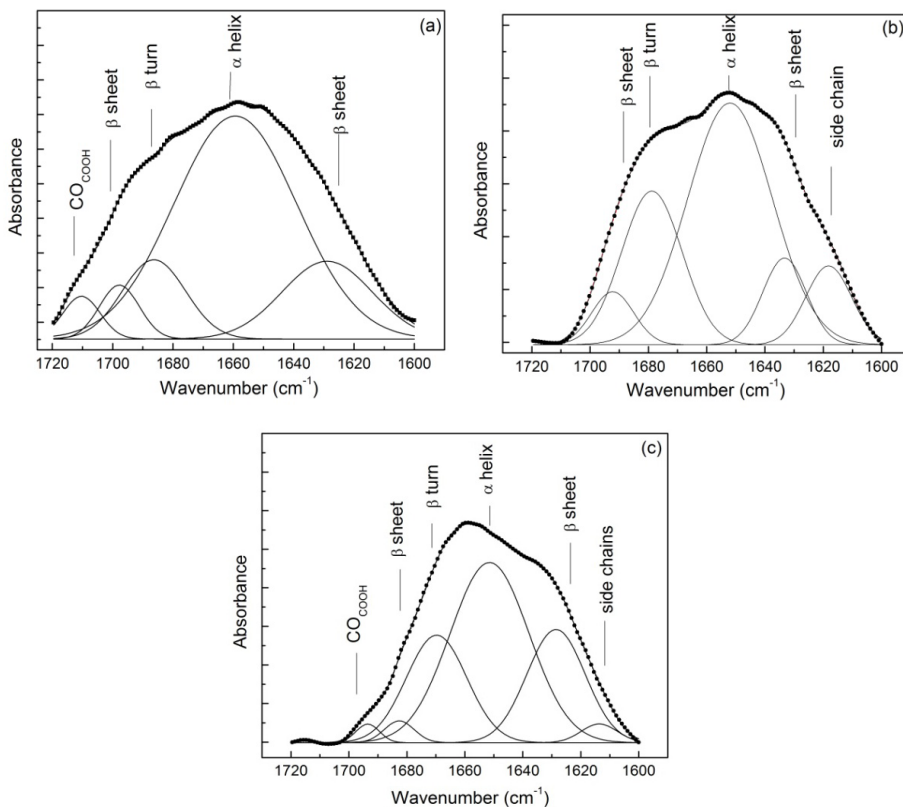 (a)
CO_COOH
β sheet
β turn
α helix
β sheet
Absorbance
1720 1700 1680 1660 1640 1620 1600
Wavenumber (cm⁻¹)
(b)
β sheet
β turn
α helix
β sheet
side chain
Absorbance
1720 1700 1680 1660 1640 1620 1600
Wavenumber (cm⁻¹)
(c)
CO_COOH
β sheet
β turn
α helix
β sheet
side chains
Absorbance
1720 1700 1680 1660 1640 1620 1600
Wavenumber (cm⁻¹)